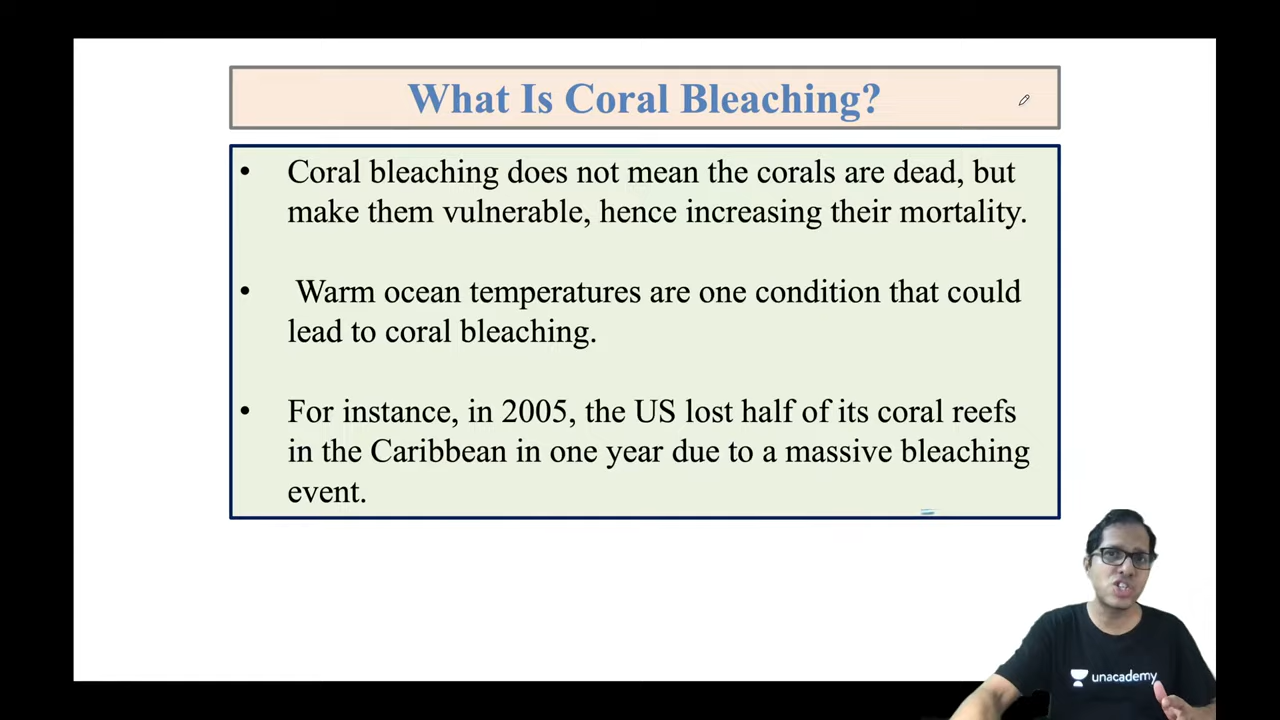 What Is Coral Bleaching?
• Coral bleaching does not mean the corals are dead, but
make them vulnerable, hence increasing their mortality.
• Warm ocean temperatures are one condition that could
lead to coral bleaching.
• For instance, in 2005, the US lost half of its coral reefs
in the Caribbean in one year due to a massive bleaching
event.
unacademy